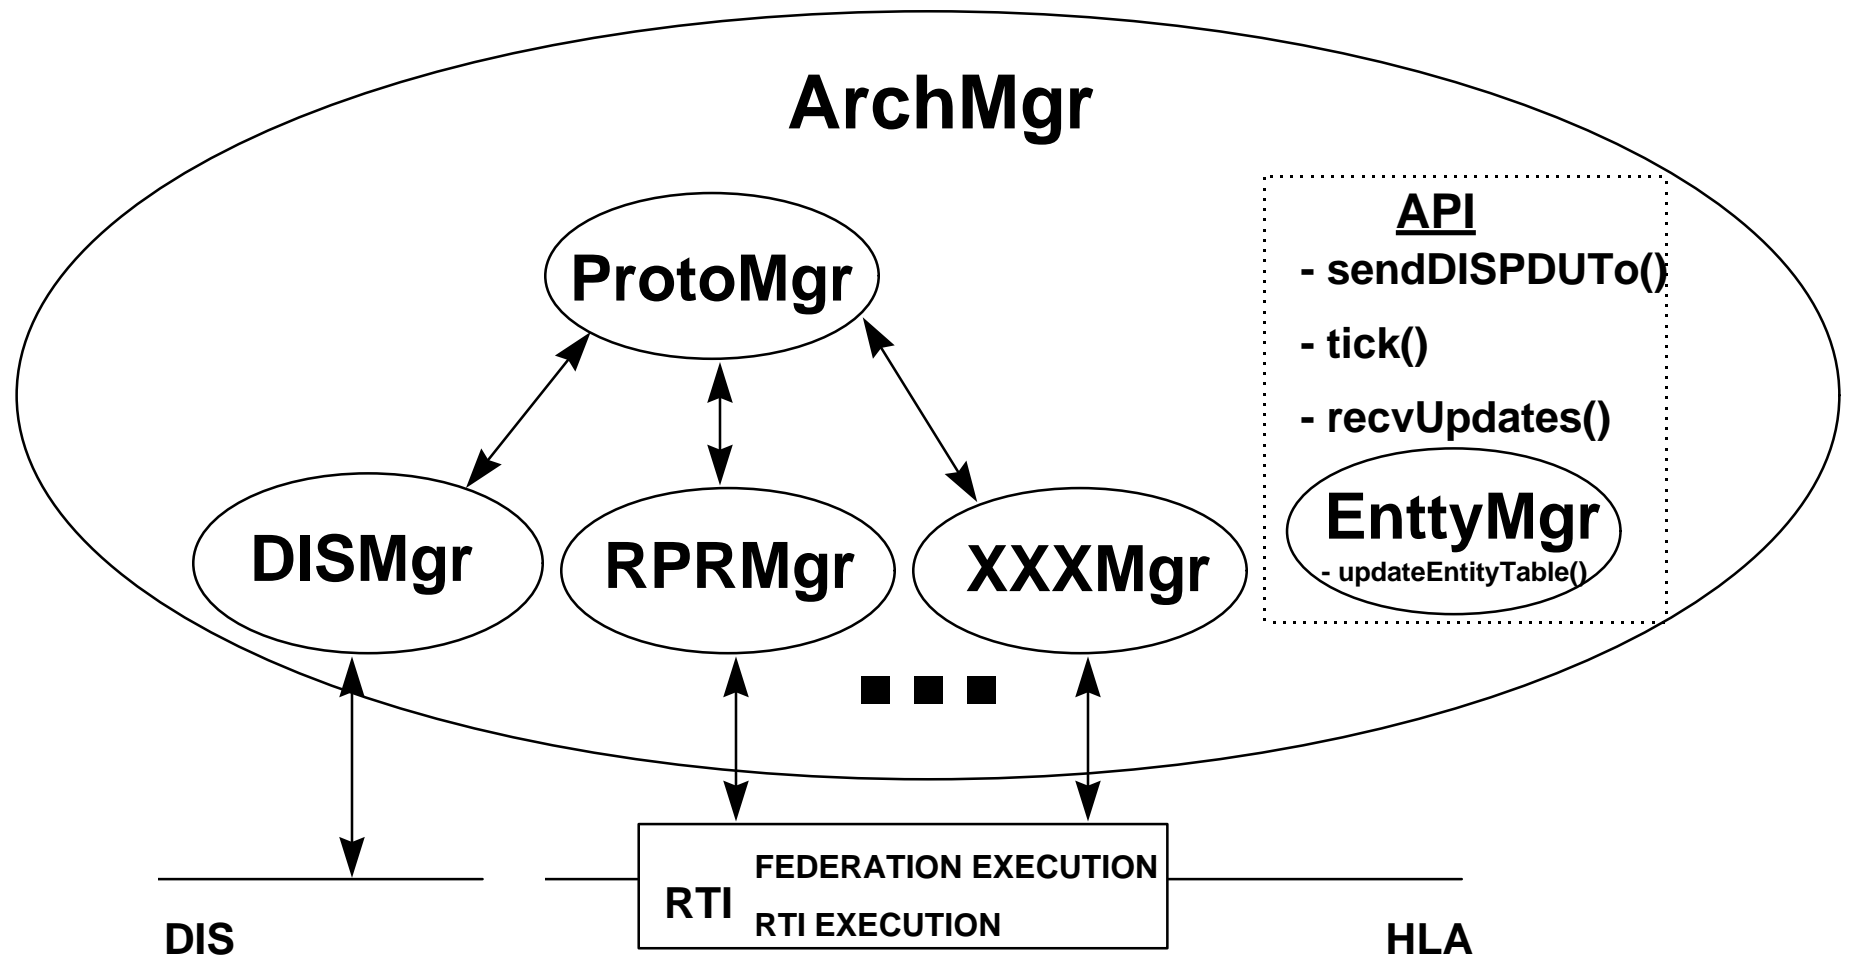 ArchMgr
API
- sendDISPDUTo()
ProtoMgr
- tick()
- recvUpdates()
EnttyMgr
- updateEntityTable()
DISMgr
RPRMgr
XXXMgr
FEDERATION EXECUTION
RTI
RTI EXECUTION
DIS
HLA